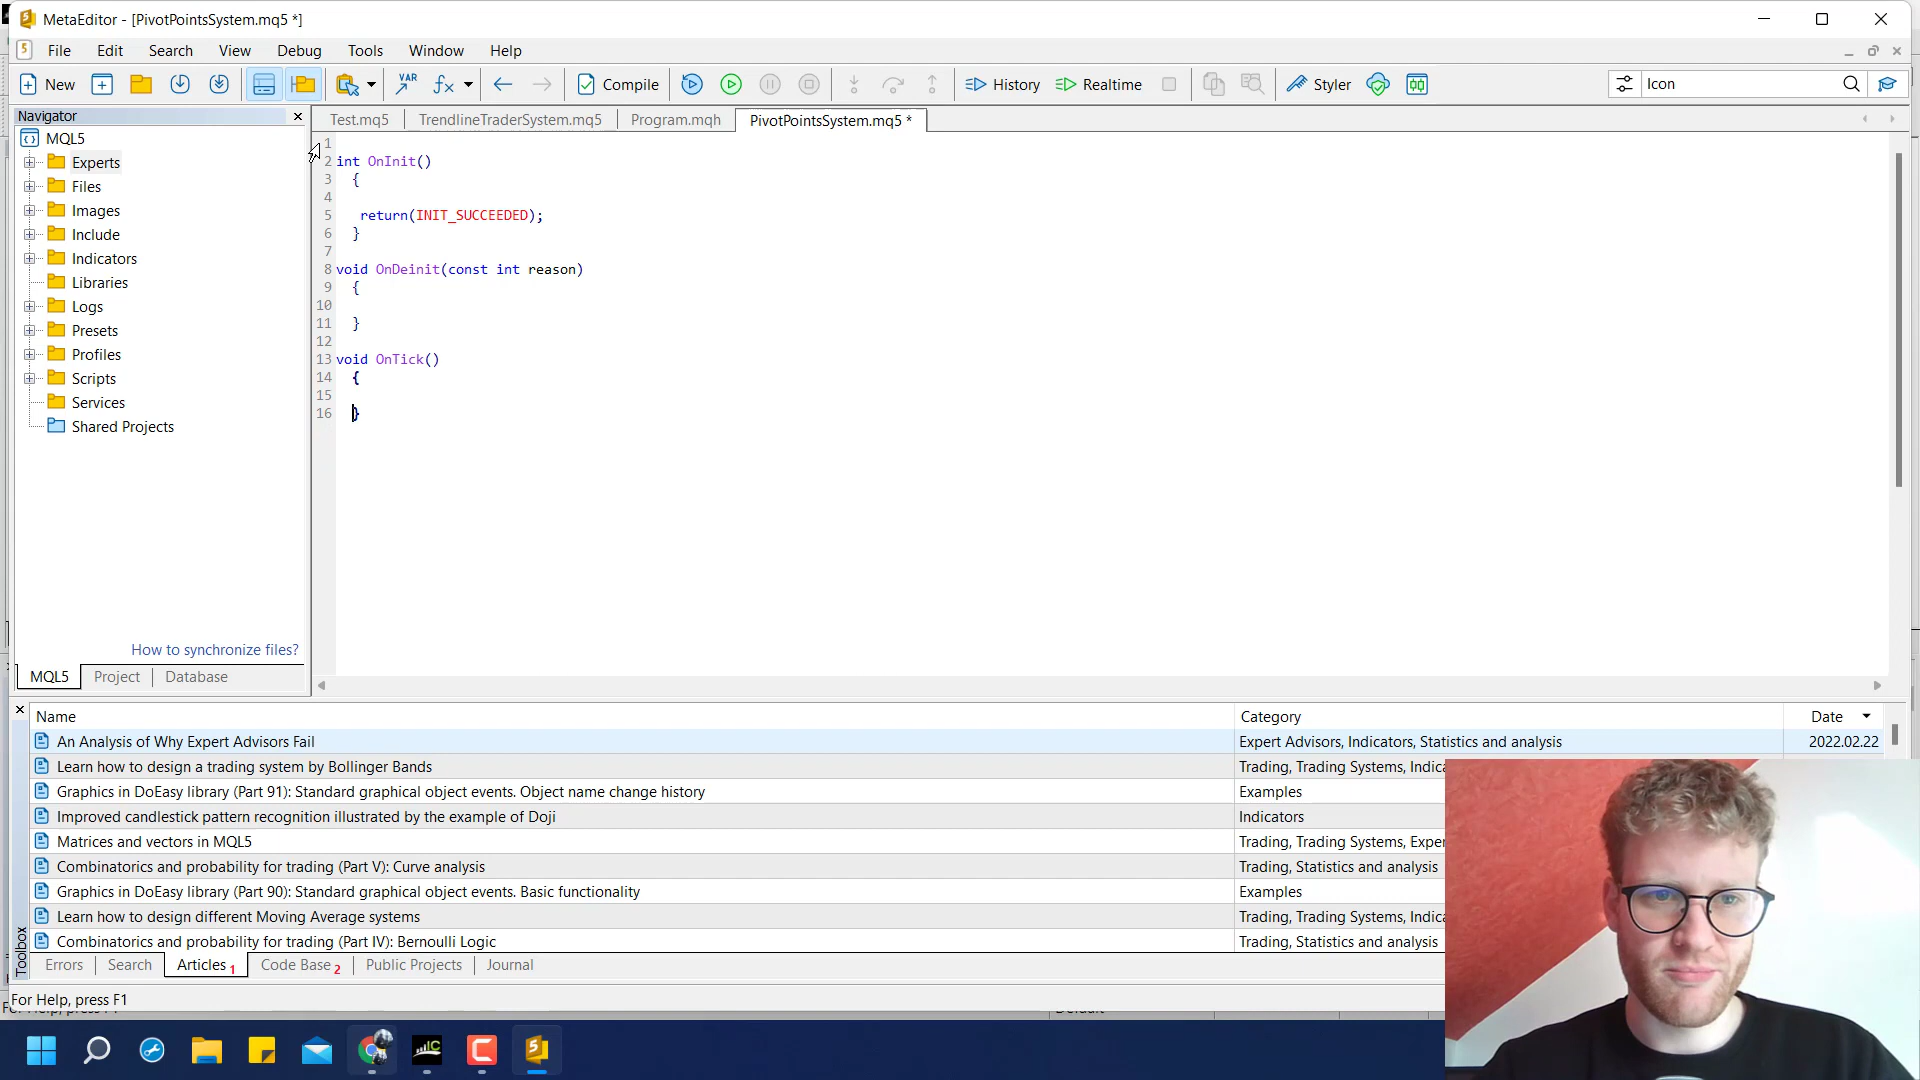 MetaEditor - [PivotPointsSystem.mq5 *]
File Edit Search View Debug Tools Window Help
New VAR Compile History Realtime Styler Icon
Navigator
MQL5
Experts
Files
Images
Include
Indicators
Libraries
Logs
Presets
Profiles
Scripts
Services
Shared Projects
How to synchronize files?
MQL5 Project Database
Test.mq5 TrendlineTraderSystem.mq5 Program.mqh PivotPointsSystem.mq5 *
1
2 int OnInit()
3 {
4
5 return(INIT_SUCCEEDED);
6 }
7
8 void OnDeinit(const int reason)
9 {
10
11 }
12
13 void OnTick()
14 {
15
16 }
Name Category Date
An Analysis of Why Expert Advisors Fail Expert Advisors, Indicators, Statistics and analysis 2022.02.22
Learn how to design a trading system by Bollinger Bands Trading, Trading Systems,
Graphics in DoEasy library (Part 91): Standard graphical object events. Object name change history Examples
Improved candlestick pattern recognition illustrated by the example of Doji Indicators
Matrices and vectors in MQL5 Trading, Trading Systems,
Combinatorics and probability for trading (Part V): Curve analysis Trading, Statistics and analysis
Graphics in DoEasy library (Part 90): Standard graphical object events. Basic functionality Examples
Learn how to design different Moving Average systems Trading, Trading Systems,
Combinatorics and probability for trading (Part IV): Bernoulli Logic Trading, Statistics and analysis
Toolbox
Errors Search Articles 1 Code Base 2 Public Projects Journal
For Help, press F1